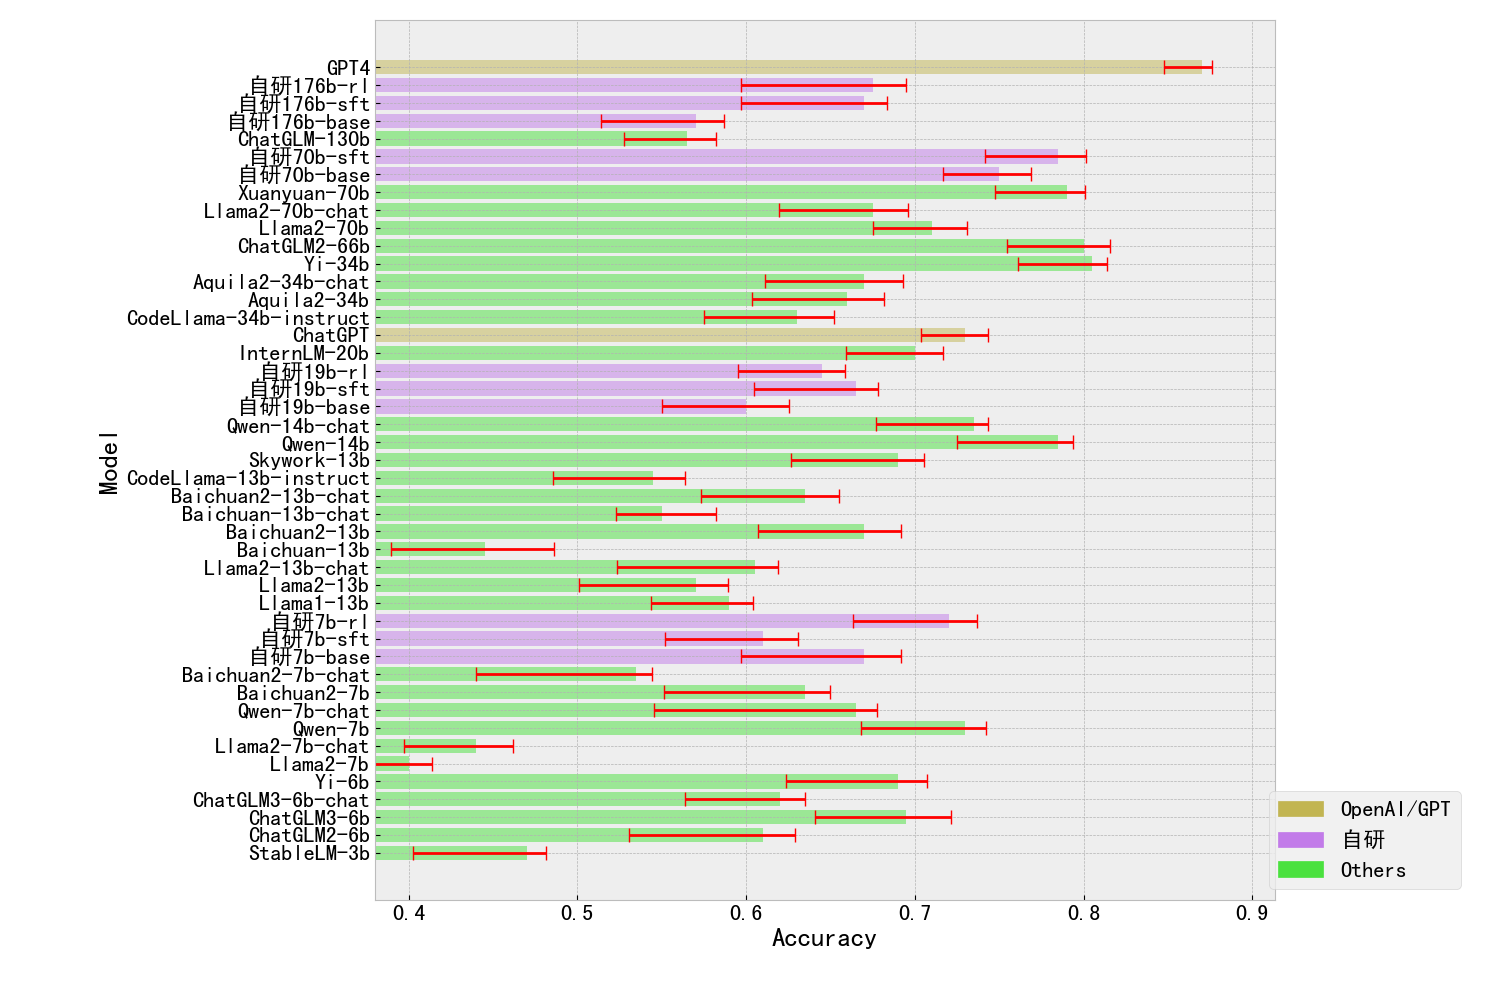 GPT4
自研176b-rl
自研176b-sft
自研176b-base
ChatGLM-130b
自研70b-sft
自研70b-base
Xuanyuan-70b
Llama2-70b-chat
Llama2-70b
ChatGLM2-66b
Yi-34b
Aquila2-34b-chat
Aquila2-34b
CodeLlama-34b-instruct
ChatGPT
InternLM-20b
自研19b-rl
自研19b-sft
自研19b-base
Qwen-14b-chat
Qwen-14b
Skywork-13b
CodeLlama-13b-instruct
Baichuan2-13b-chat
Baichuan-13b-chat
Baichuan2-13b
Baichuan-13b
Llama2-13b-chat
Llama2-13b
Llama1-13b
自研7b-rl
自研7b-sft
自研7b-base
Baichuan2-7b-chat
Baichuan2-7b
Qwen-7b-chat
Qwen-7b
Llama2-7b-chat
Llama2-7b
Yi-6b
ChatGLM3-6b-chat
ChatGLM3-6b
ChatGLM2-6b
StableLM-3b
Model
0.4 0.5 0.6 0.7 0.8 0.9
Accuracy
OpenAI/GPT
自研
Others